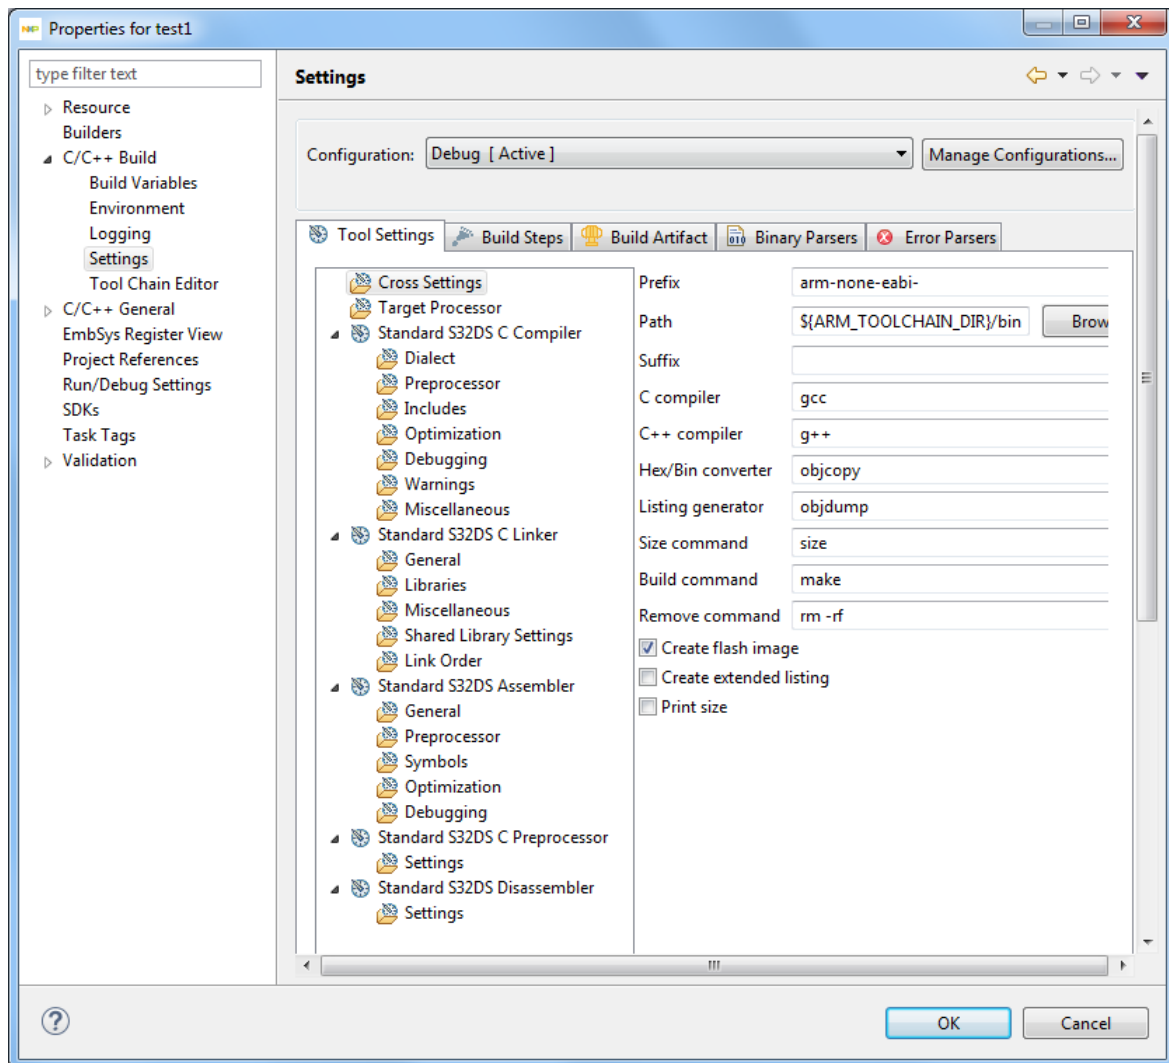 NXP Properties for test1
type filter text
Settings
Resource
Builders
C/C++ Build
Build Variables
Environment
Logging
Settings
Tool Chain Editor
C/C++ General
EmbSys Register View
Project References
Run/Debug Settings
SDKs
Task Tags
Validation
Configuration: Debug [ Active ] Manage Configurations...
Tool Settings Build Steps Build Artifact 010 Binary Parsers Error Parsers
Cross Settings
Target Processor
Standard S32DS C Compiler
Dialect
Preprocessor
Includes
Optimization
Debugging
Warnings
Miscellaneous
Standard S32DS C Linker
General
Libraries
Miscellaneous
Shared Library Settings
Link Order
Standard S32DS Assembler
General
Preprocessor
Symbols
Optimization
Debugging
Standard S32DS C Preprocessor
Settings
Standard S32DS Disassembler
Settings
Prefix arm-none-eabi-
Path ${ARM_TOOLCHAIN_DIR}/bin Brow
Suffix
C compiler gcc
C++ compiler g++
Hex/Bin converter objcopy
Listing generator objdump
Size command size
Build command make
Remove command rm -rf
Create flash image
Create extended listing
Print size
? OK Cancel